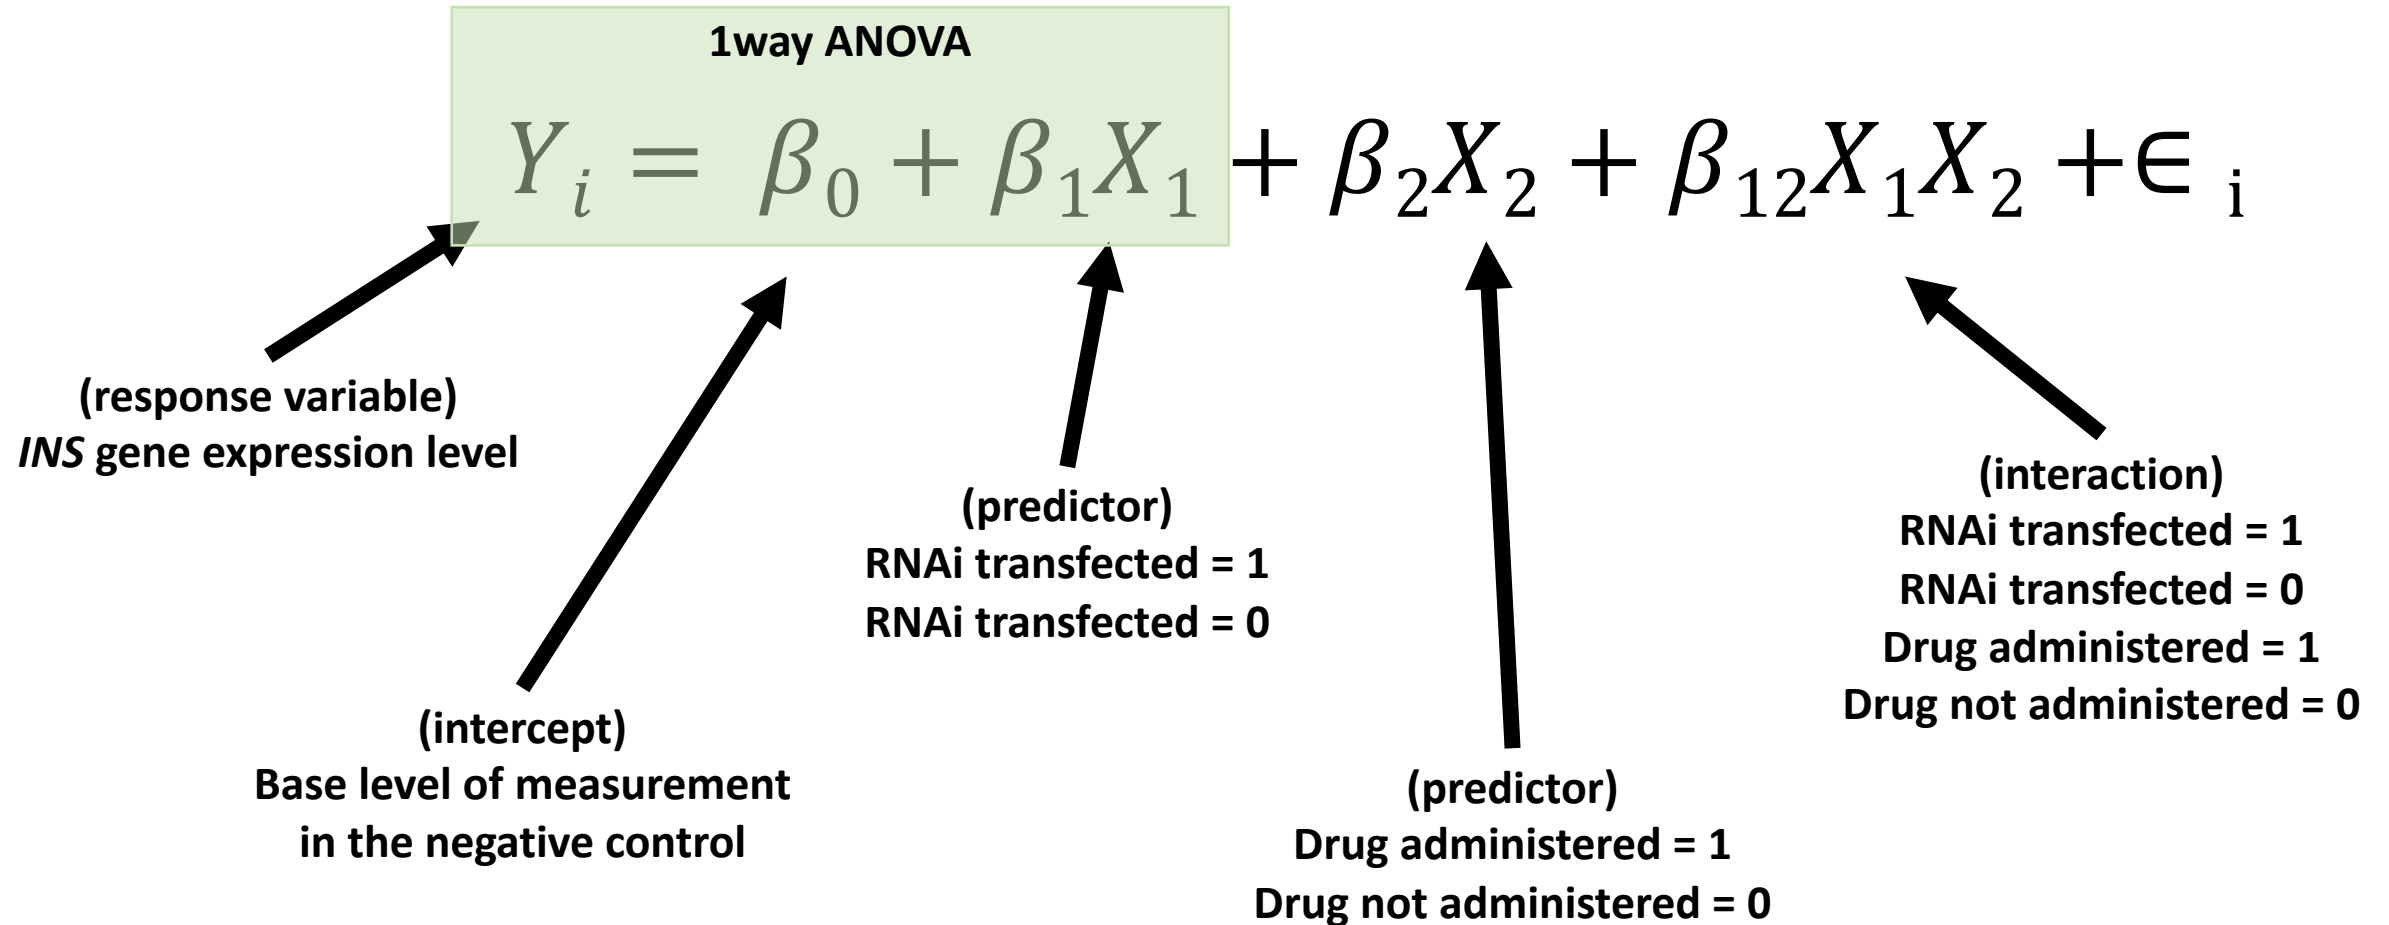 1way ANOVA
Yᵢ = β₀ + β₁X₁ + β₂X₂ + β₁₂X₁X₂ +∈ ᵢ
(response variable)
INS gene expression level
(intercept)
Base level of measurement
in the negative control
(predictor)
RNAi transfected = 1
RNAi transfected = 0
(predictor)
Drug administered = 1
Drug not administered = 0
(interaction)
RNAi transfected = 1
RNAi transfected = 0
Drug administered = 1
Drug not administered = 0